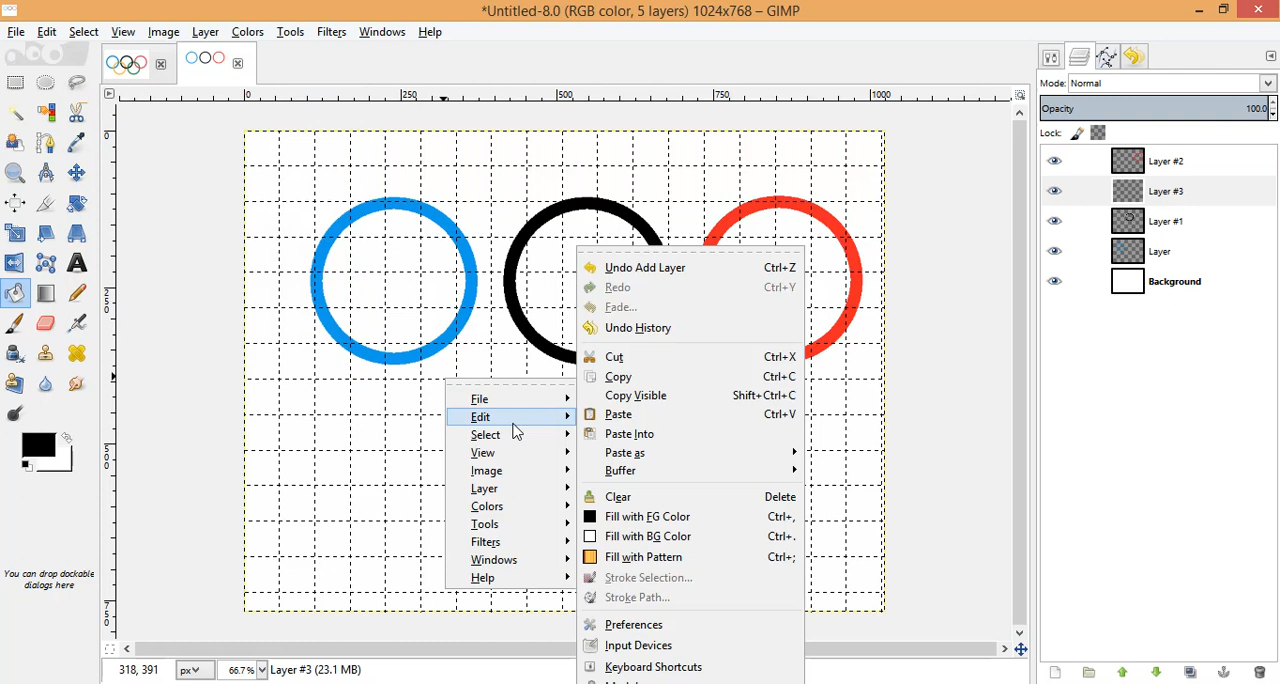 *Untitled-8.0 (RGB color, 5 layers) 1024x768 – GIMP
File Edit Select View Image Layer Colors Tools Filters Windows Help
Mode: Normal
0 250 500 750 1000
Opacity 100.0
Lock:
Layer #2
Layer #3
Layer #1
Layer
Background
0
250
500
750
File
Edit
Select
View
Image
Layer
Colors
Tools
Filters
Windows
Help
Undo Add Layer Ctrl+Z
Redo Ctrl+Y
Fade...
Undo History
Cut Ctrl+X
Copy Ctrl+C
Copy Visible Shift+Ctrl+C
Paste Ctrl+V
Paste Into
Paste as
Buffer
Clear Delete
Fill with FG Color Ctrl+,
Fill with BG Color Ctrl+.
Fill with Pattern Ctrl+;
Stroke Selection...
Stroke Path...
Preferences
Input Devices
Keyboard Shortcuts
You can drop dockable
dialogs here
318, 391 px 66.7% Layer #3 (23.1 MB)